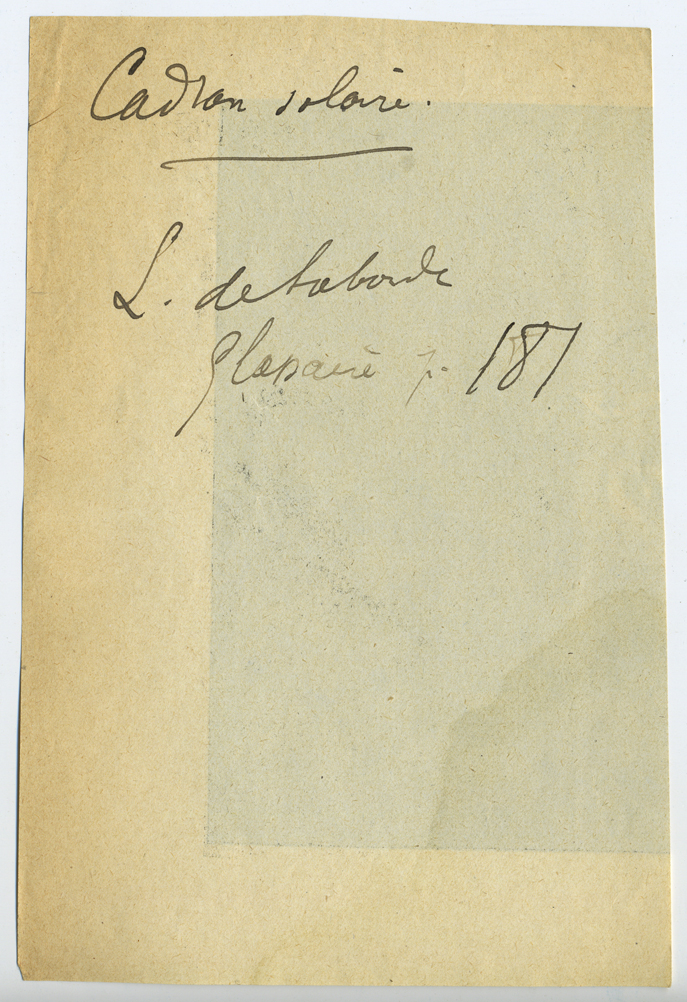 Cadran solaire.
L. de Laborde
Glossaire p. 187